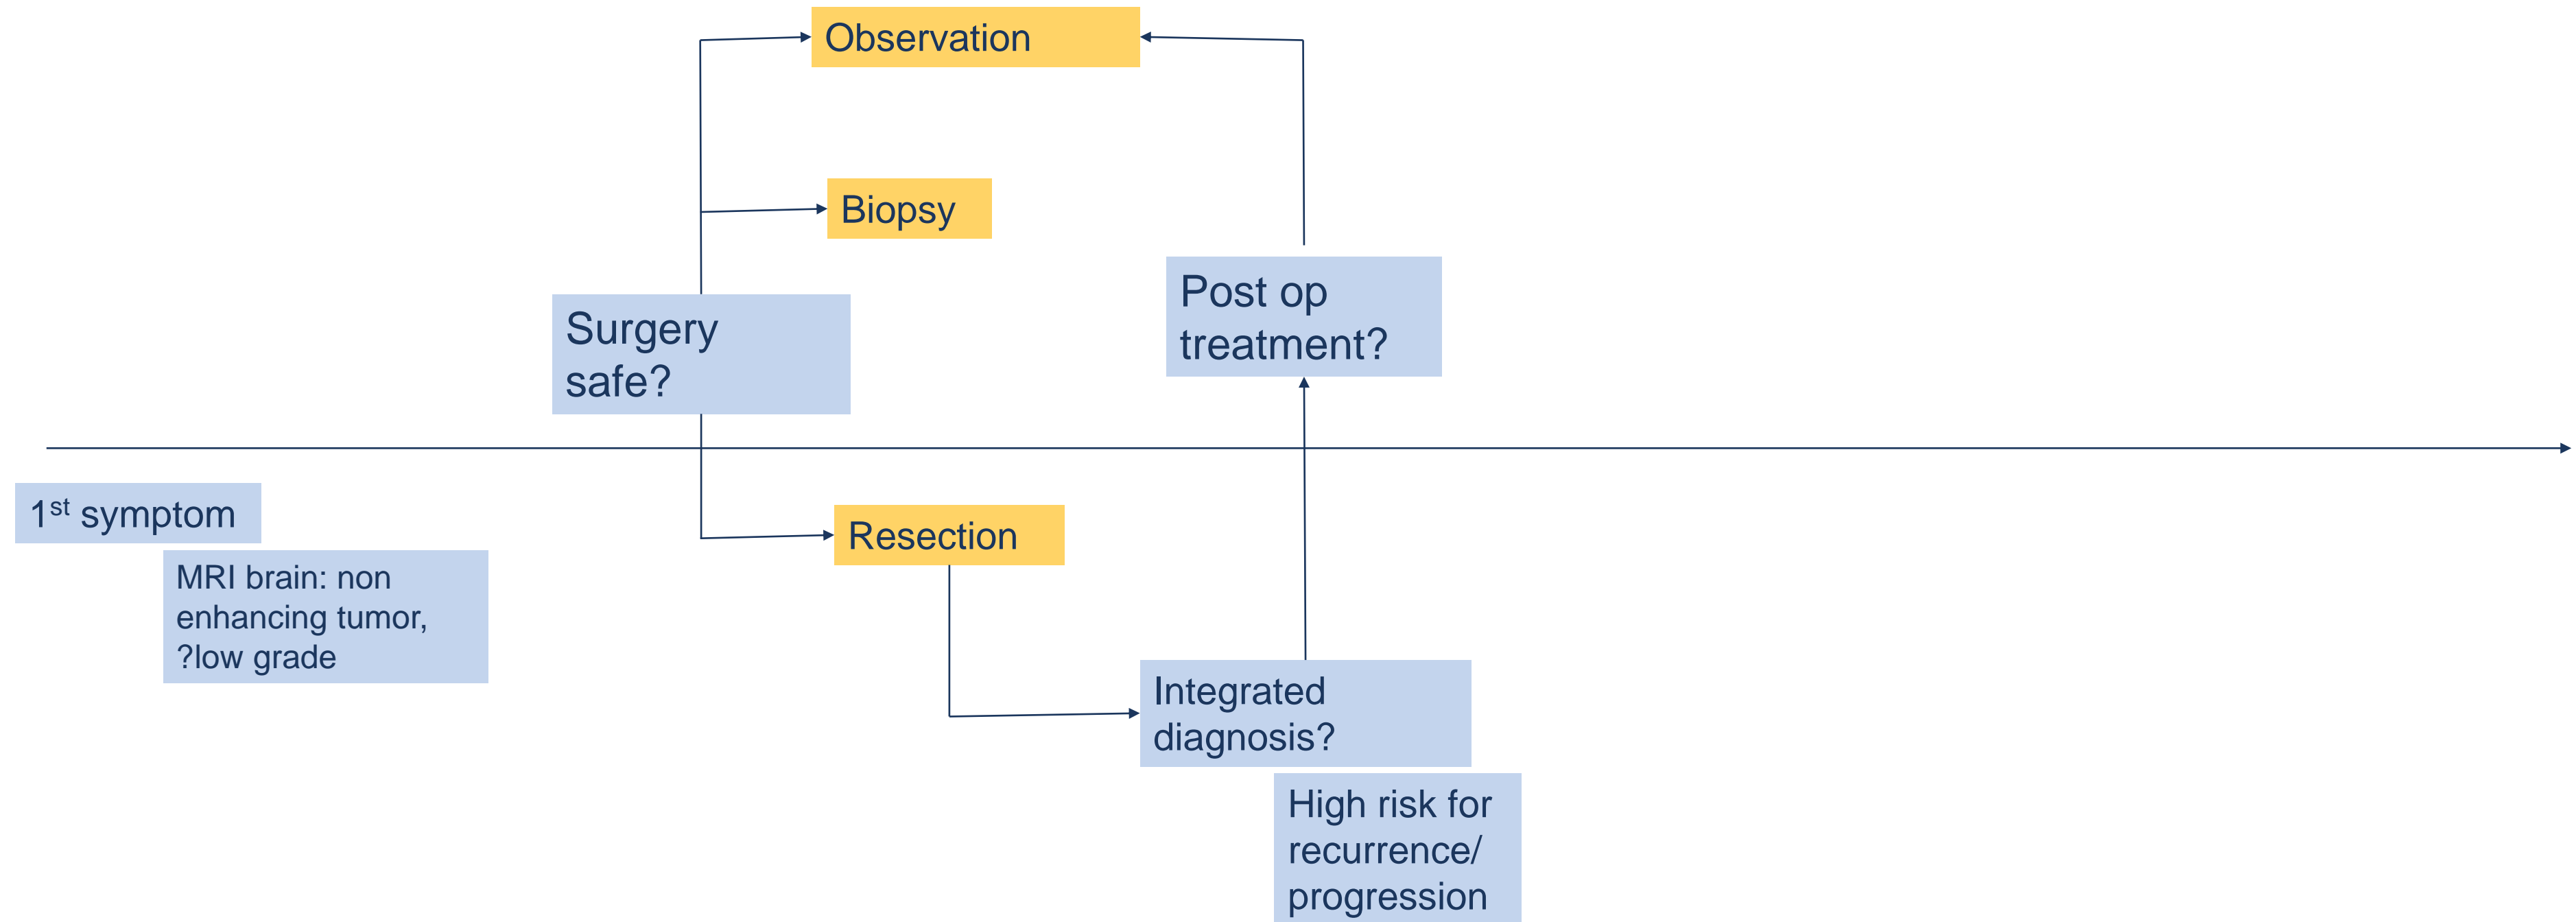 Observation
Biopsy
Surgery
safe?
Post op
treatment?
1st symptom
MRI brain: non
enhancing tumor,
?low grade
Resection
Integrated
diagnosis?
High risk for
recurrence/
progression